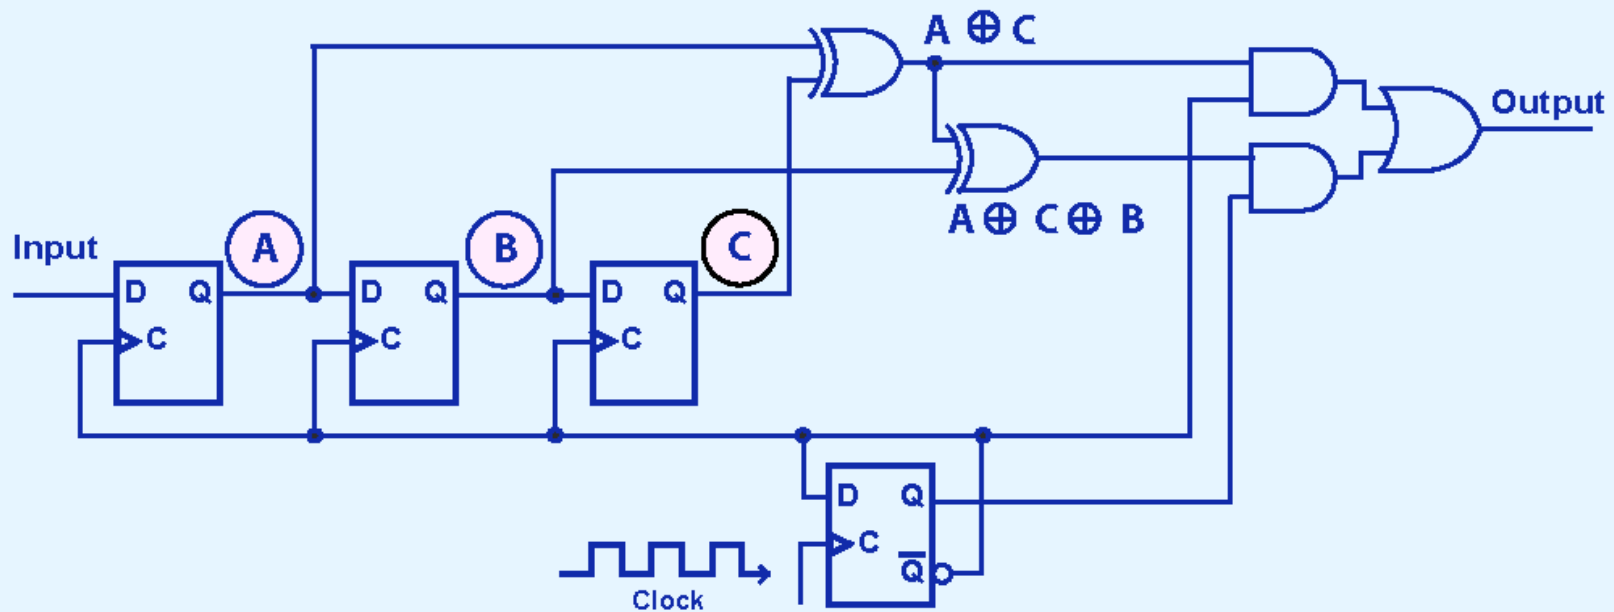 A ⊕ C
Output
A ⊕ C ⊕ B
Input
A
B
C
D Q
C
D Q
C
D Q
C
D Q
C
Q̅
Clock